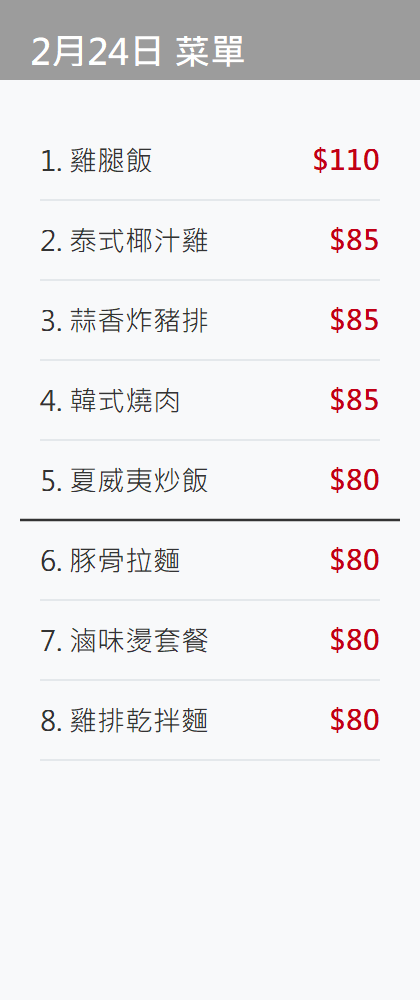 2月24日 菜單
1. 雞腿飯 $110
2. 泰式椰汁雞 $85
3. 蒜香炸豬排 $85
4. 韓式燒肉 $85
5. 夏威夷炒飯 $80
6. 豚骨拉麵 $80
7. 滷味燙套餐 $80
8. 雞排乾拌麵 $80